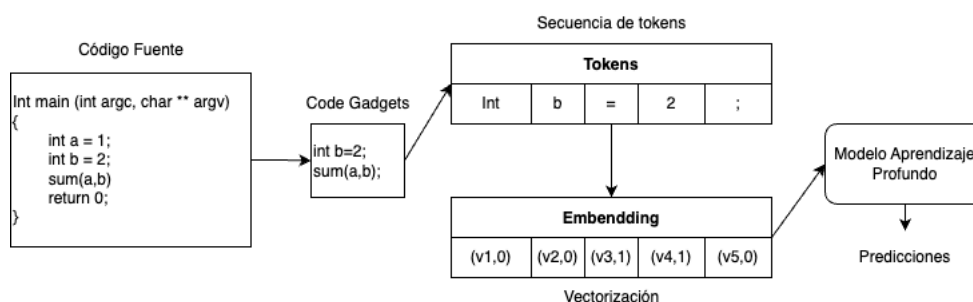 Secuencia de tokens
Código Fuente
Tokens
Int main (int argc, char ** argv)
{
int a = 1;
int b = 2;
sum(a,b)
return 0;
}
Code Gadgets
int b=2;
sum(a,b);
Int b = 2 ;
Modelo Aprendizaje
Profundo
Embendding
(v1,0) (v2,0) (v3,1) (v4,1) (v5,0)
Vectorización
Predicciones